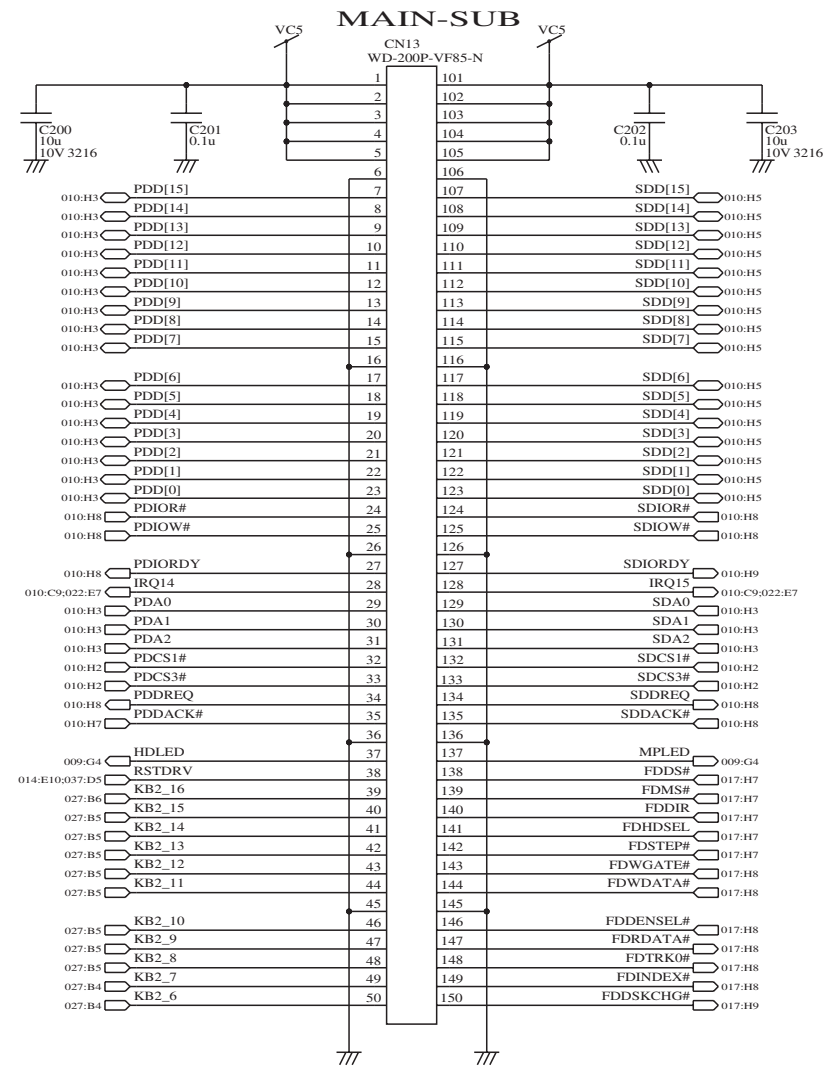 MAIN-SUB
VC5 VC5
CN13
WD-200P-VF85-N
1 101
2 102
3 103
4 104
5 105
C200
10u
10V 3216
C201
0.1u
C202
0.1u
C203
10u
10V 3216
6 106
010:H3 PDD[15] 7 107 SDD[15] 010:H5
010:H3 PDD[14] 8 108 SDD[14] 010:H5
010:H3 PDD[13] 9 109 SDD[13] 010:H5
010:H3 PDD[12] 10 110 SDD[12] 010:H5
010:H3 PDD[11] 11 111 SDD[11] 010:H5
010:H3 PDD[10] 12 112 SDD[10] 010:H5
010:H3 PDD[9] 13 113 SDD[9] 010:H5
010:H3 PDD[8] 14 114 SDD[8] 010:H5
010:H3 PDD[7] 15 115 SDD[7] 010:H5
16 116
010:H3 PDD[6] 17 117 SDD[6] 010:H5
010:H3 PDD[5] 18 118 SDD[5] 010:H5
010:H3 PDD[4] 19 119 SDD[4] 010:H5
010:H3 PDD[3] 20 120 SDD[3] 010:H5
010:H3 PDD[2] 21 121 SDD[2] 010:H5
010:H3 PDD[1] 22 122 SDD[1] 010:H5
010:H3 PDD[0] 23 123 SDD[0] 010:H5
010:H8 PDIOR# 24 124 SDIOR# 010:H8
010:H8 PDIOW# 25 125 SDIOW# 010:H8
26 126
010:H8 PDIORDY 27 127 SDIORDY 010:H9
010:C9;022:E7 IRQ14 28 128 IRQ15 010:C9;022:E7
010:H3 PDA0 29 129 SDA0 010:H3
010:H3 PDA1 30 130 SDA1 010:H3
010:H3 PDA2 31 131 SDA2 010:H3
010:H2 PDCS1# 32 132 SDCS1# 010:H2
010:H2 PDCS3# 33 133 SDCS3# 010:H2
010:H8 PDDREQ 34 134 SDDREQ 010:H8
010:H7 PDDACK# 35 135 SDDACK# 010:H8
36 136
009:G4 HDLED 37 137 MPLED 009:G4
014:E10;037:D5 RSTDRV 38 138 FDDS# 017:H7
027:B6 KB2_16 39 139 FDMS# 017:H7
027:B5 KB2_15 40 140 FDDIR 017:H7
027:B5 KB2_14 41 141 FDHDSEL 017:H7
027:B5 KB2_13 42 142 FDSTEP# 017:H7
027:B5 KB2_12 43 143 FDWGATE# 017:H8
027:B5 KB2_11 44 144 FDWDATA# 017:H8
45 145
027:B5 KB2_10 46 146 FDDENSEL# 017:H8
027:B5 KB2_9 47 147 FDRDATA# 017:H8
027:B5 KB2_8 48 148 FDTRK0# 017:H8
027:B4 KB2_7 49 149 FDINDEX# 017:H8
027:B4 KB2_6 50 150 FDDSKCHG# 017:H9